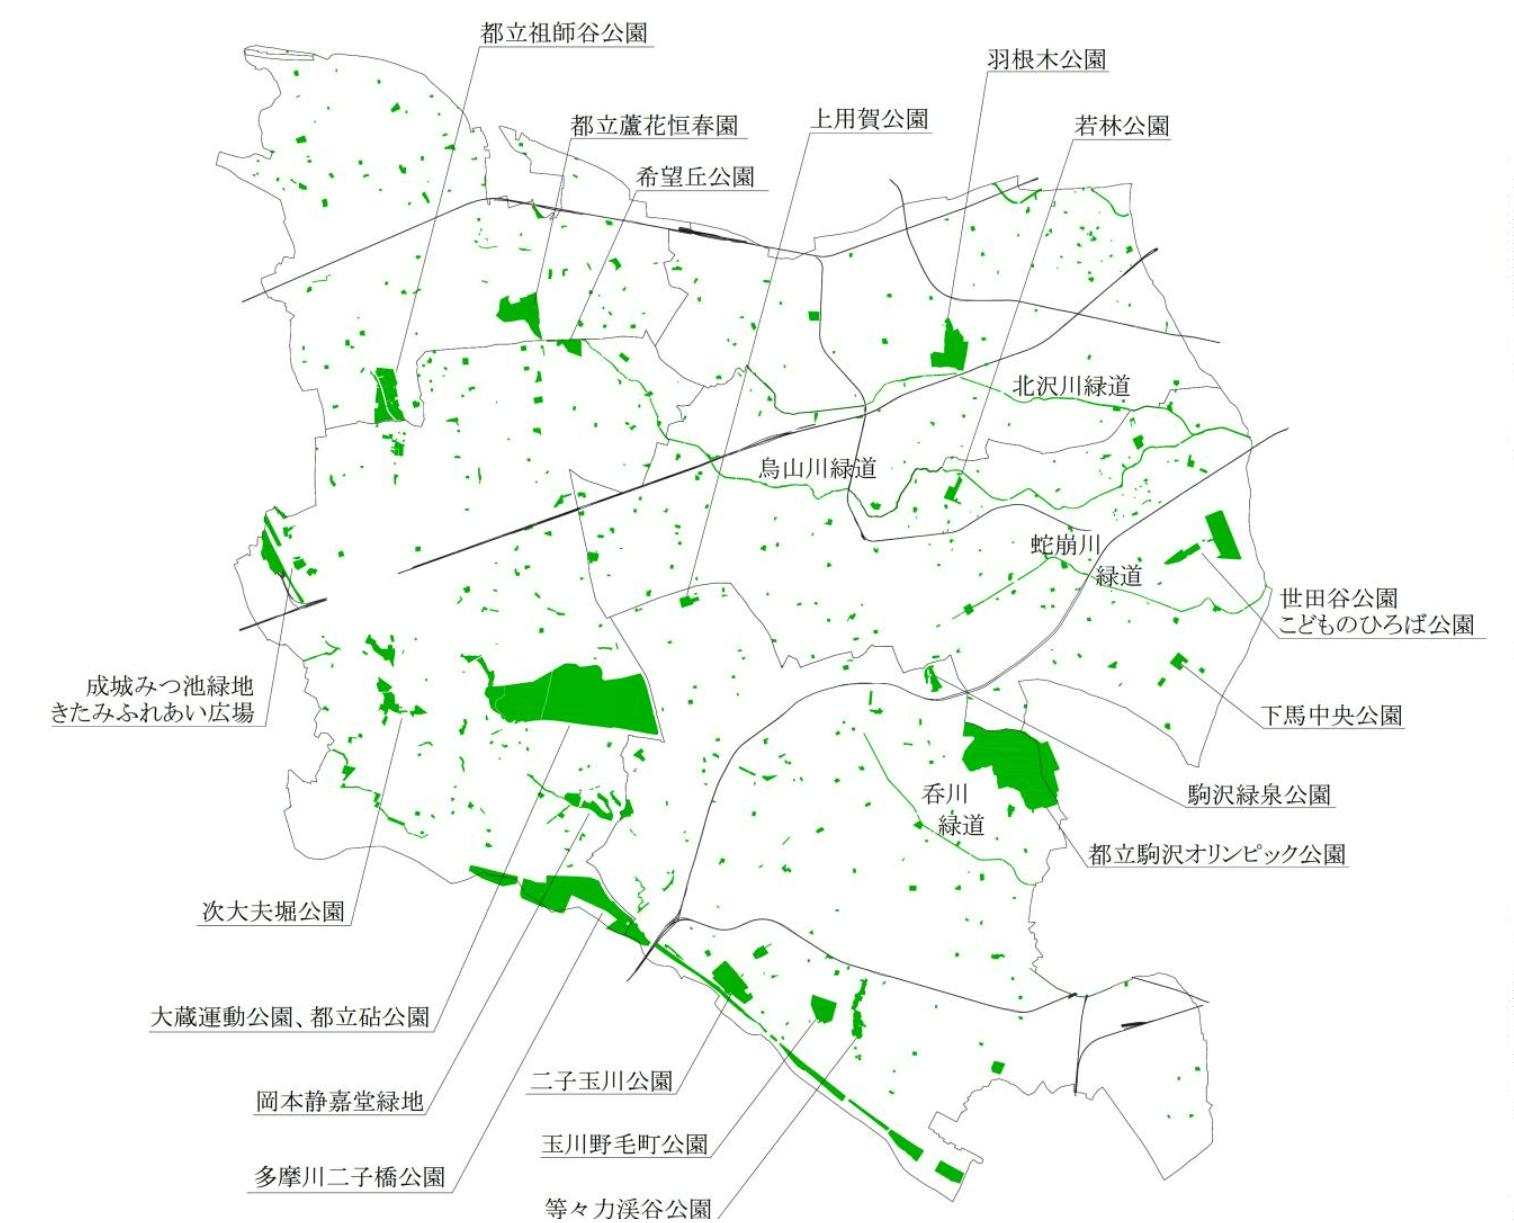 都立祖師谷公園
羽根木公園
都立蘆花恒春園
上用賀公園
若林公園
希望丘公園
北沢川緑道
烏山川緑道
蛇崩川
緑道
世田谷公園
こどものひろば公園
成城みつ池緑地
きたみふれあい広場
下馬中央公園
駒沢緑泉公園
呑川
緑道
都立駒沢オリンピック公園
次大夫堀公園
大蔵運動公園、都立砧公園
二子玉川公園
岡本静嘉堂緑地
玉川野毛町公園
多摩川二子橋公園
等々力渓谷公園